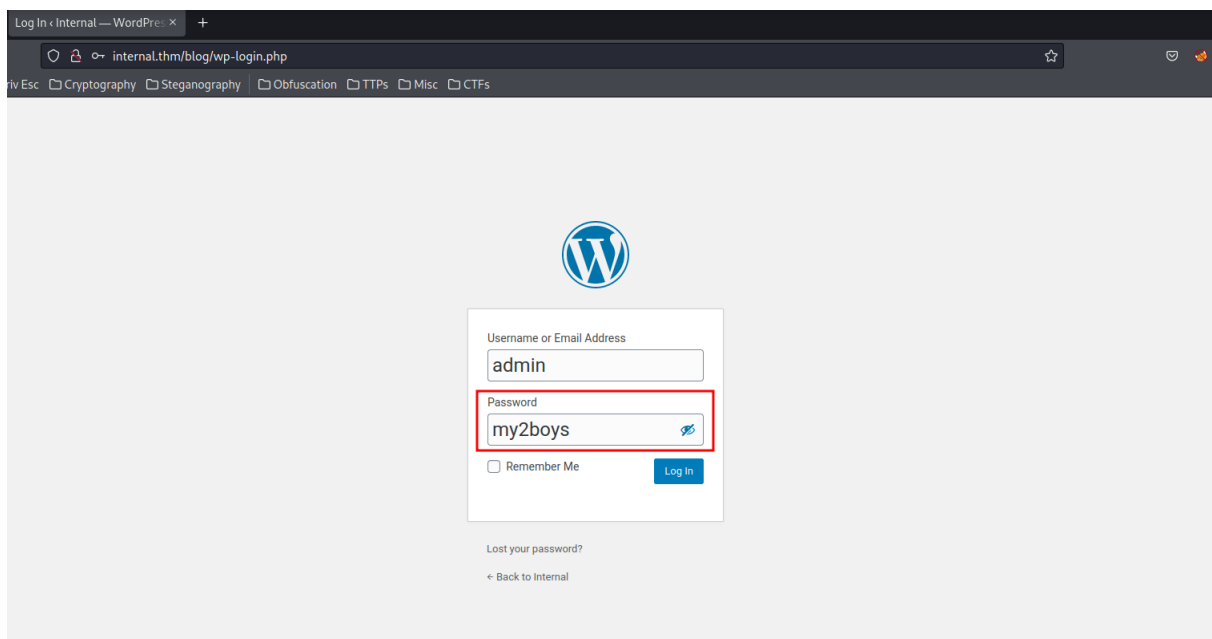 Log In ‹ Internal — WordPres × +
internal.thm/blog/wp-login.php
riv Esc Cryptography Steganography Obfuscation TTPs Misc CTFs
Username or Email Address
admin
Password
my2boys
Remember Me Log In
Lost your password?
← Back to Internal